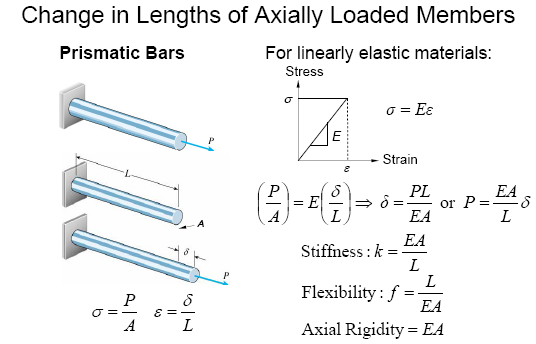 Change in Lengths of Axially Loaded Members
Prismatic Bars
P
L
A
δ
P
σ = P/A   ε = δ/L
For linearly elastic materials:
Stress
σ
σ = Eε
E
Strain
ε
(P/A) = E(δ/L) ⇒ δ = PL/EA or P = EA/L δ
Stiffness : k = EA/L
Flexibility : f = L/EA
Axial Rigidity = EA